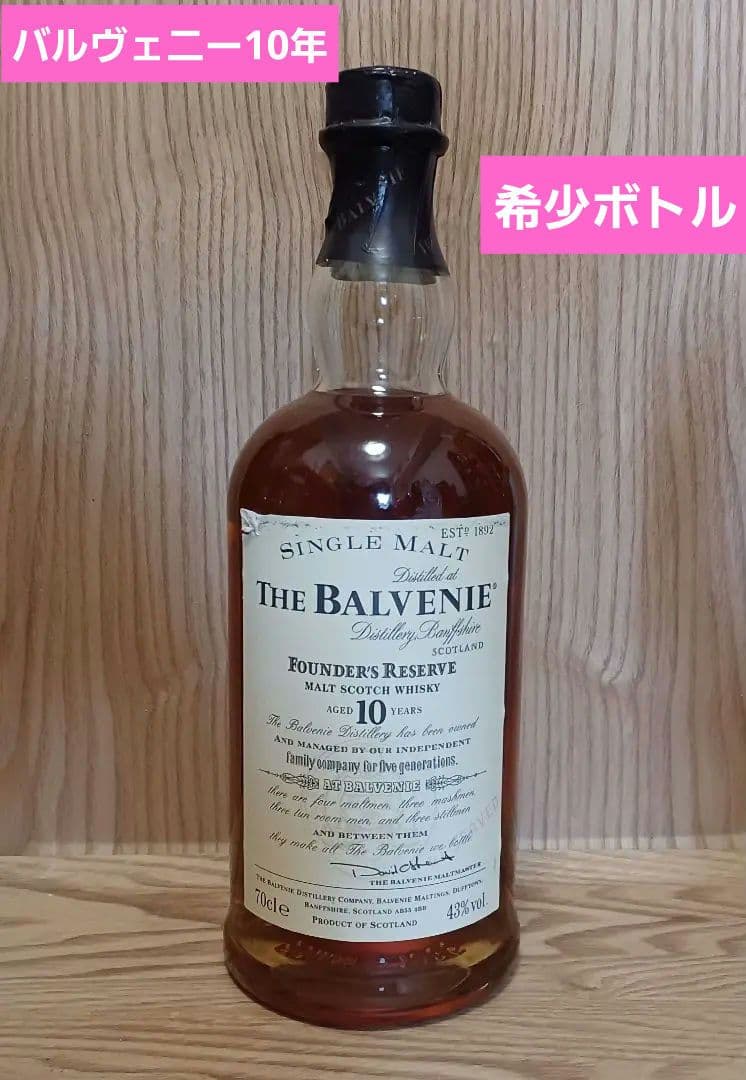 バルヴェニー10年
希少ボトル
BALVENIE
ESTD 1892
SINGLE MALT
Distilled at
THE BALVENIE®
Distillery, Banffshire
SCOTLAND
FOUNDER'S RESERVE
MALT SCOTCH WHISKY
AGED 10 YEARS
The Balvenie Distillery has been owned
AND MANAGED BY OUR INDEPENDENT
family company for five generations.
AT BALVENIE
there are four maltmen, three mashmen,
three tun room men, and three stillmen
AND BETWEEN THEM
they make all The Balvenie we bottle
THE BALVENIE MALTMASTER
THE BALVENIE DISTILLERY COMPANY, BALVENIE MALTINGS, DUFFTOWN,
70cl e BANFFSHIRE, SCOTLAND AB55 4BB 43%vol.
PRODUCT OF SCOTLAND